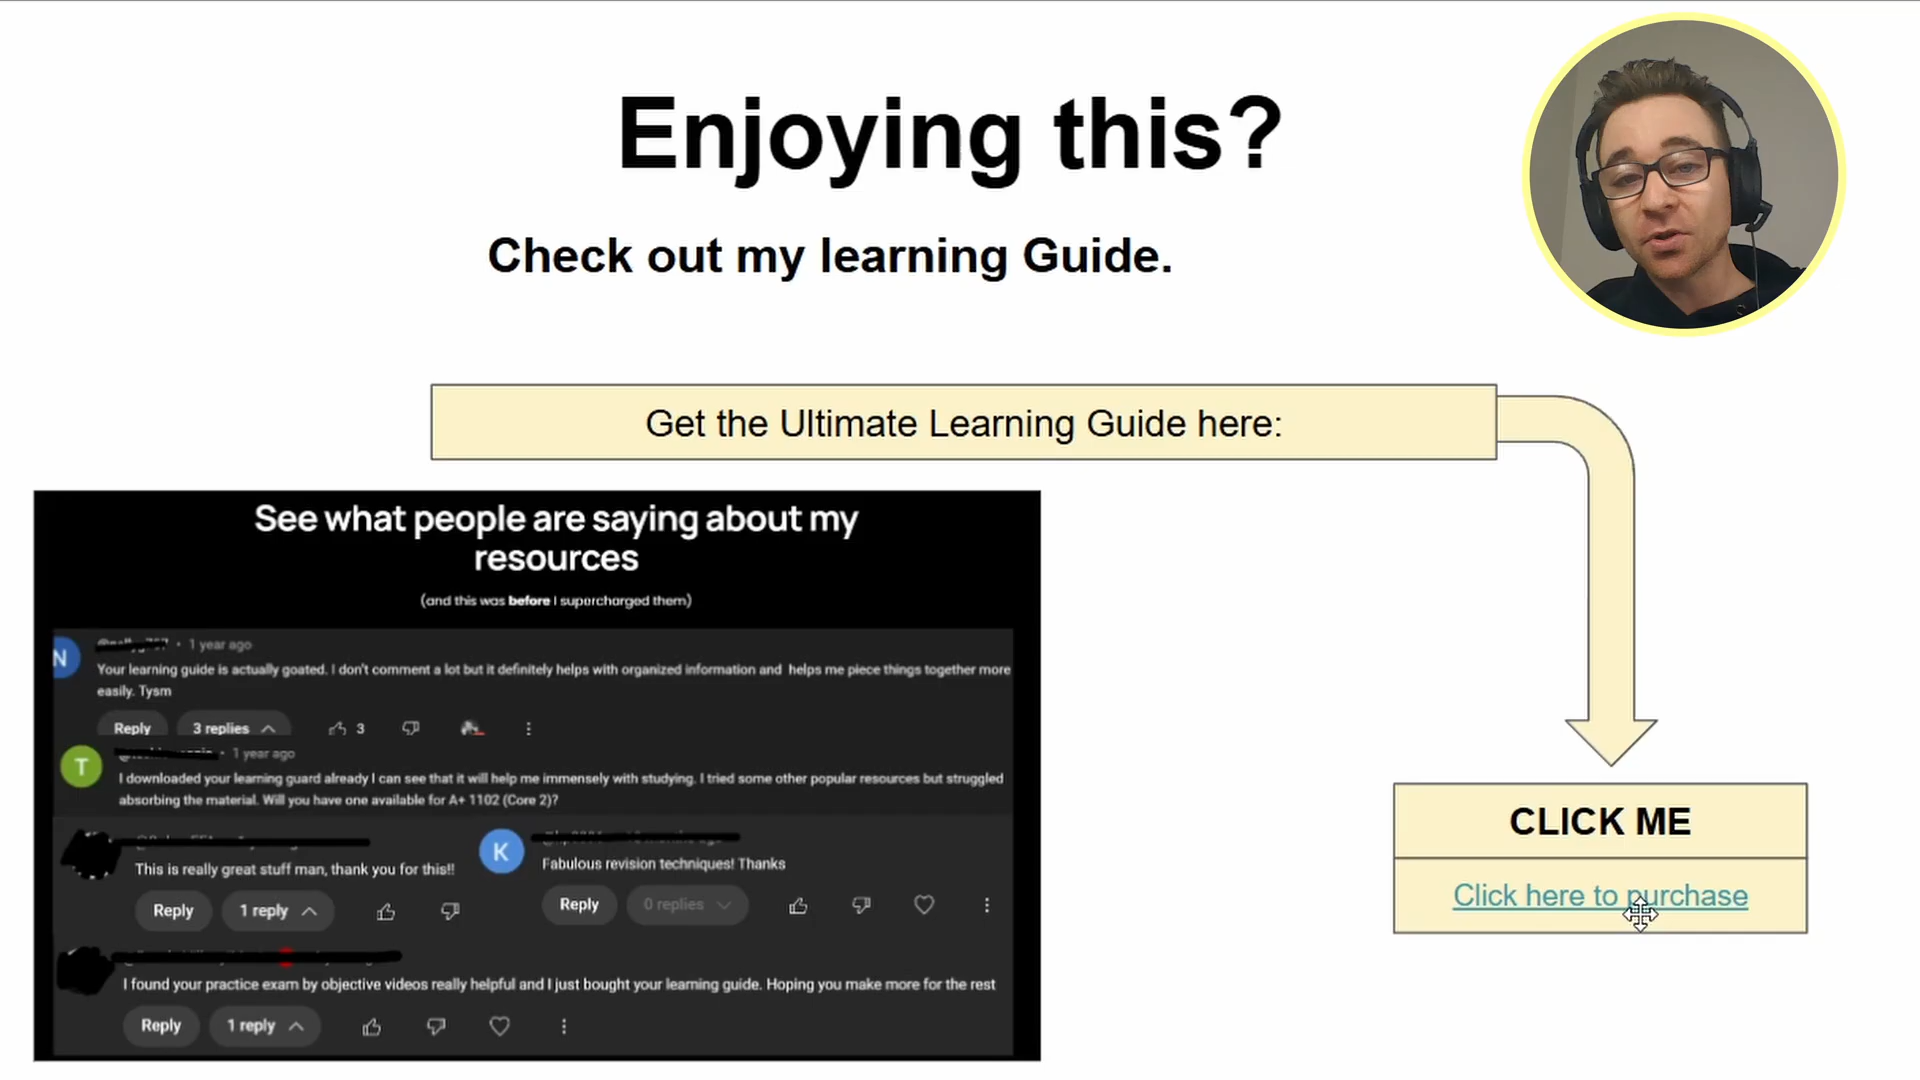 Enjoying this?
Check out my learning Guide.
Get the Ultimate Learning Guide here:
See what people are saying about my
resources
(and this was before I supercharged them)
N
• 1 year ago
Your learning guide is actually goated. I don't comment a lot but it definitely helps with organized information and helps me piece things together more
easily. Tysm
Reply 3 replies 3
T
• 1 year ago
I downloaded your learning guard already I can see that it will help me immensely with studying. I tried some other popular resources but struggled
absorbing the material. Will you have one available for A+ 1102 (Core 2)?
This is really great stuff man, thank you for this!!
Reply 1 reply
K
Fabulous revision techniques! Thanks
Reply 0 replies
I found your practice exam by objective videos really helpful and I just bought your learning guide. Hoping you make more for the rest
Reply 1 reply
CLICK ME
Click here to purchase